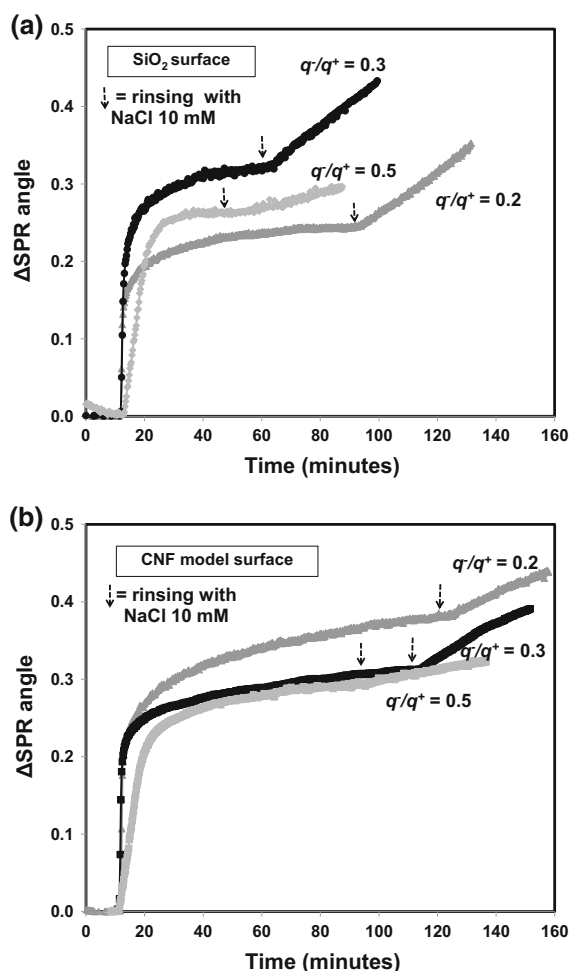 (a)
0.5
0.4
0.3
0.2
0.1
0.0
ΔSPR angle
SiO₂ surface
= rinsing with
NaCl 10 mM
q⁻/q⁺ = 0.3
q⁻/q⁺ = 0.5
q⁻/q⁺ = 0.2
0 20 40 60 80 100 120 140 160
Time (minutes)
(b)
0.5
0.4
0.3
0.2
0.1
0.0
ΔSPR angle
CNF model surface
= rinsing with
NaCl 10 mM
q⁻/q⁺ = 0.2
q⁻/q⁺ = 0.3
q⁻/q⁺ = 0.5
0 20 40 60 80 100 120 140 160
Time (minutes)